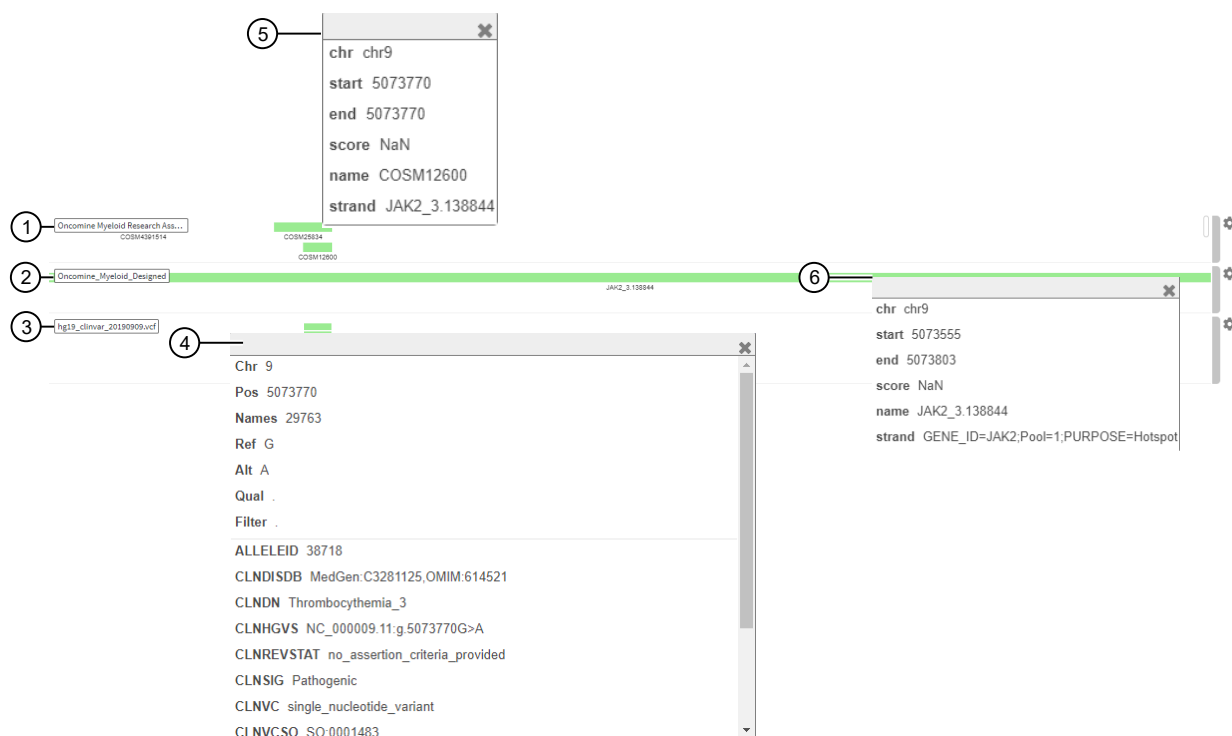 5
chr chr9
start 5073770
end 5073770
score NaN
name COSM12600
strand JAK2_3.138844
1
Oncomine Myeloid Research Ass...
COSM4391514
COSM25834
COSM12600
2
Oncomine_Myeloid_Designed
JAK2_3.138844
6
chr chr9
start 5073555
end 5073803
score NaN
name JAK2_3.138844
strand GENE_ID=JAK2;Pool=1;PURPOSE=Hotspot
3
hg19_clinvar_20190909.vcf
4
Chr 9
Pos 5073770
Names 29763
Ref G
Alt A
Qual .
Filter .
ALLELEID 38718
CLNDISDB MedGen:C3281125,OMIM:614521
CLNDN Thrombocythemia_3
CLNHGVS NC_000009.11:g.5073770G>A
CLNREVSTAT no_assertion_criteria_provided
CLNSIG Pathogenic
CLNVC single_nucleotide_variant
CLNVCSO SO:0001483